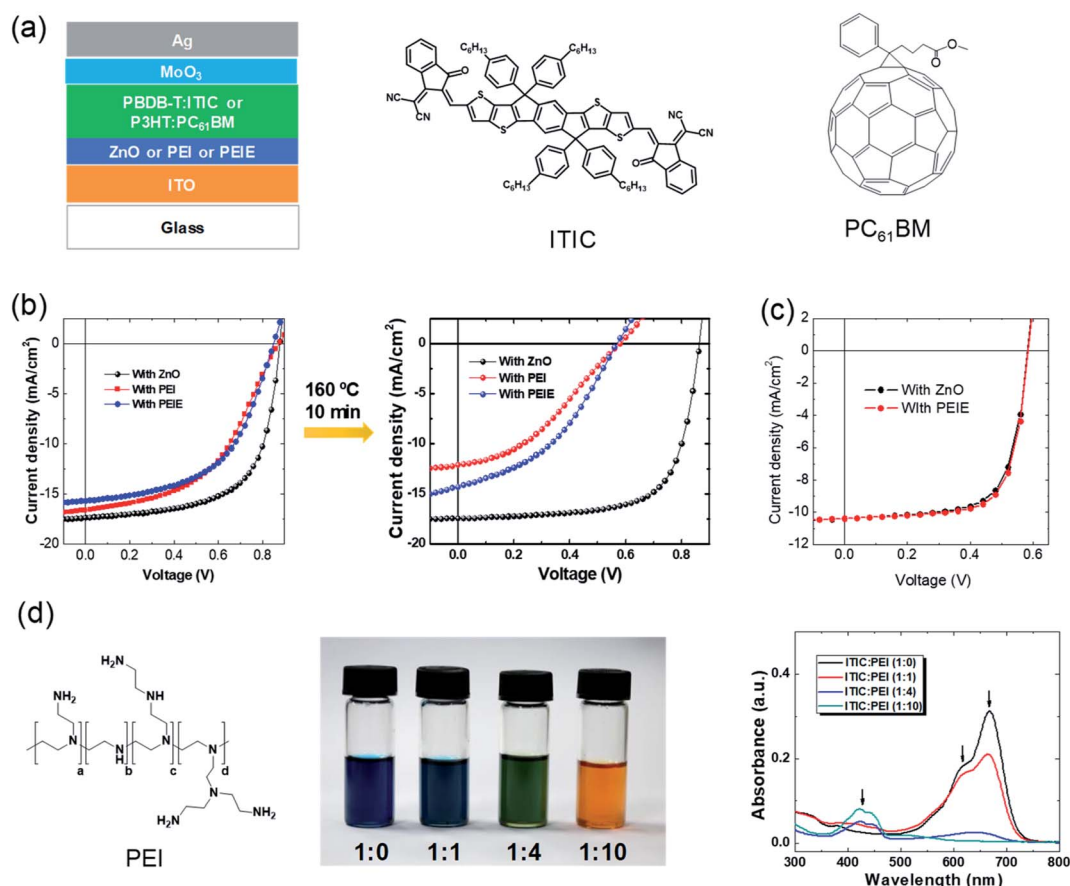 (a)
Ag
MoO₃
PBDB-T:ITIC or
P3HT:PC₆₁BM
ZnO or PEI or PEIE
ITO
Glass
C₆H₁₃
C₆H₁₃
O
NC
CN
S
S
S
S
CN
NC
O
C₆H₁₃
C₆H₁₃
ITIC
O
O
PC₆₁BM
(b)
Current density (mA/cm²)
0
-5
-10
-15
-20
With ZnO
With PEI
With PEIE
0.0 0.2 0.4 0.6 0.8
Voltage (V)
160 ºC
10 min
Current density (mA/cm²)
0
-5
-10
-15
-20
With ZnO
With PEI
With PEIE
0.0 0.2 0.4 0.6 0.8
Voltage (V)
(c)
Current density (mA/cm²)
2
0
-2
-4
-6
-8
-10
-12
With ZnO
WIth PEIE
0.0 0.2 0.4 0.6
Voltage (V)
(d)
H₂N
NH₂
NH
N
N
H
N
N
a
b
c
d
N
H₂N
NH₂
PEI
1:0 1:1 1:4 1:10
Absorbance (a.u.)
0.4
0.2
0.0
ITIC:PEI (1:0)
ITIC:PEI (1:1)
ITIC:PEI (1:4)
ITIC:PEI (1:10)
300 400 500 600 700 800
Wavelength (nm)